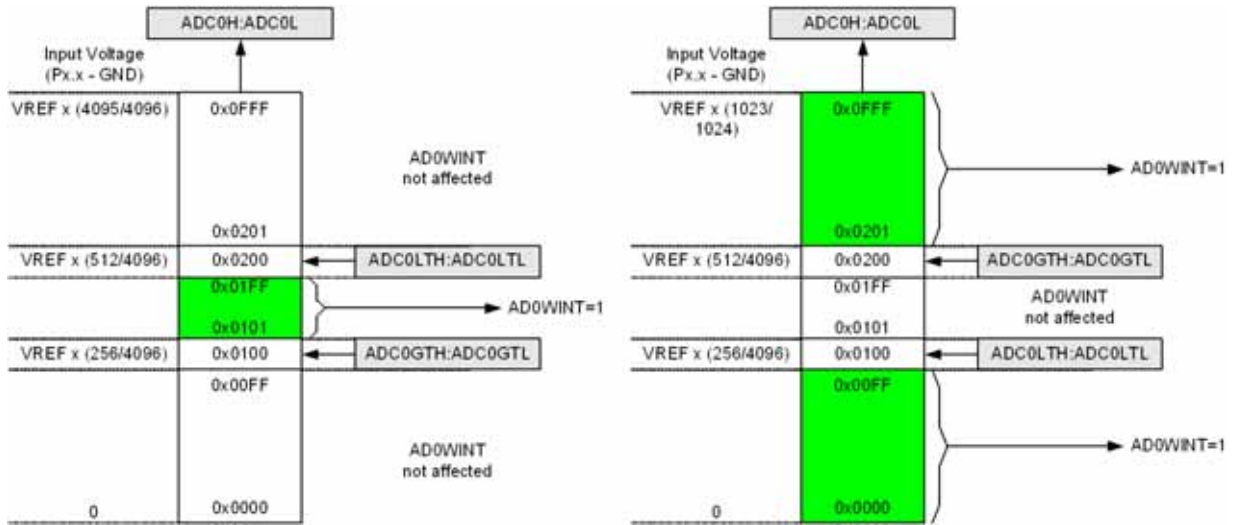 ADC0H:ADC0L
Input Voltage
(Px.x - GND)
VREF x (4095/4096)
0x0FFF
AD0WINT
not affected
0x0201
VREF x (512/4096)
0x0200
ADC0LTH:ADC0LTL
0x01FF
AD0WINT=1
0x0101
VREF x (256/4096)
0x0100
ADC0GTH:ADC0GTL
0x00FF
AD0WINT
not affected
0x0000
0
ADC0H:ADC0L
Input Voltage
(Px.x - GND)
VREF x (1023/
1024)
0x0FFF
AD0WINT=1
0x0201
VREF x (512/4096)
0x0200
ADC0GTH:ADC0GTL
0x01FF
AD0WINT
not affected
0x0101
VREF x (256/4096)
0x0100
ADC0LTH:ADC0LTL
0x00FF
AD0WINT=1
0x0000
0